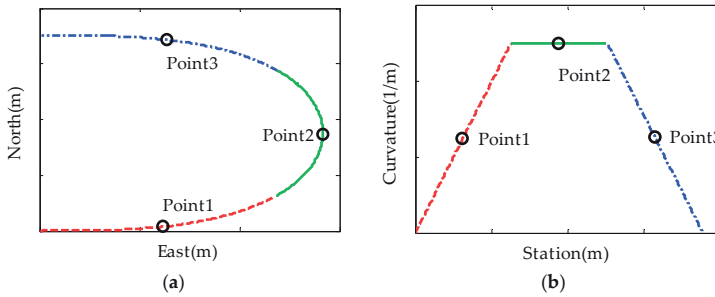 Point3
Point2
Point1
North(m)
East(m)
(a)
Point2
Point1
Point3
Curvature(1/m)
Station(m)
(b)